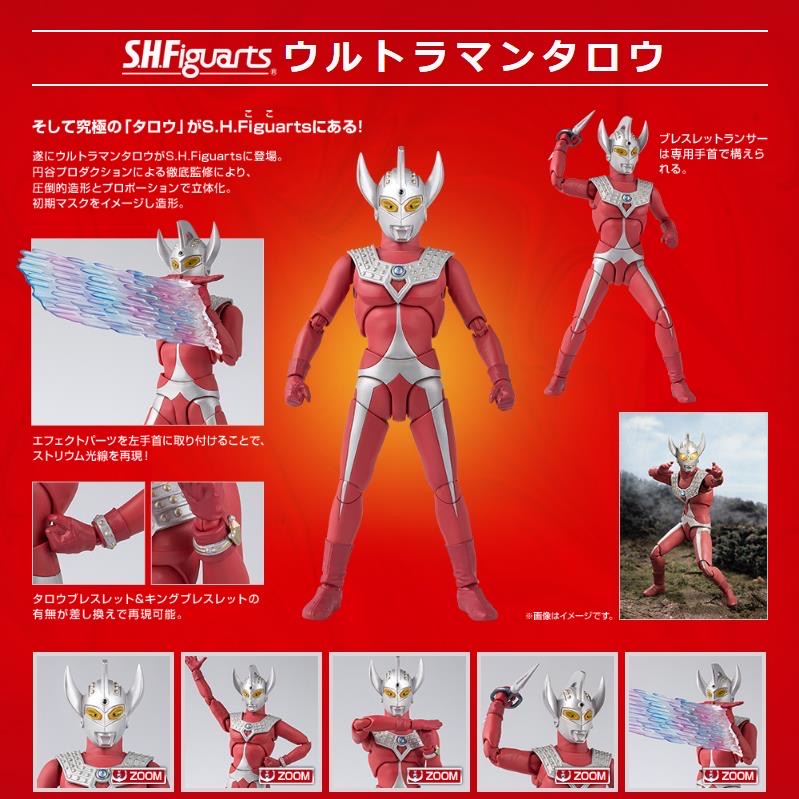 S.H.Figuarts® ウルトラマンタロウ
ここ
そして究極の「タロウ」がS.H.Figuartsにある!
遂にウルトラマンタロウがS.H.Figuartsに登場。
円谷プロダクションによる徹底監修により、
圧倒的造形とプロポーションで立体化。
初期マスクをイメージし造形。
ブレスレットランサー
は専用手首で構えら
れる。
エフェクトパーツを左手首に取り付けることで、
ストリウム光線を再現!
タロウブレスレット&キングブレスレットの
有無が差し換えで再現可能。
※画像はイメージです。
ZOOM
ZOOM
ZOOM
ZOOM
ZOOM